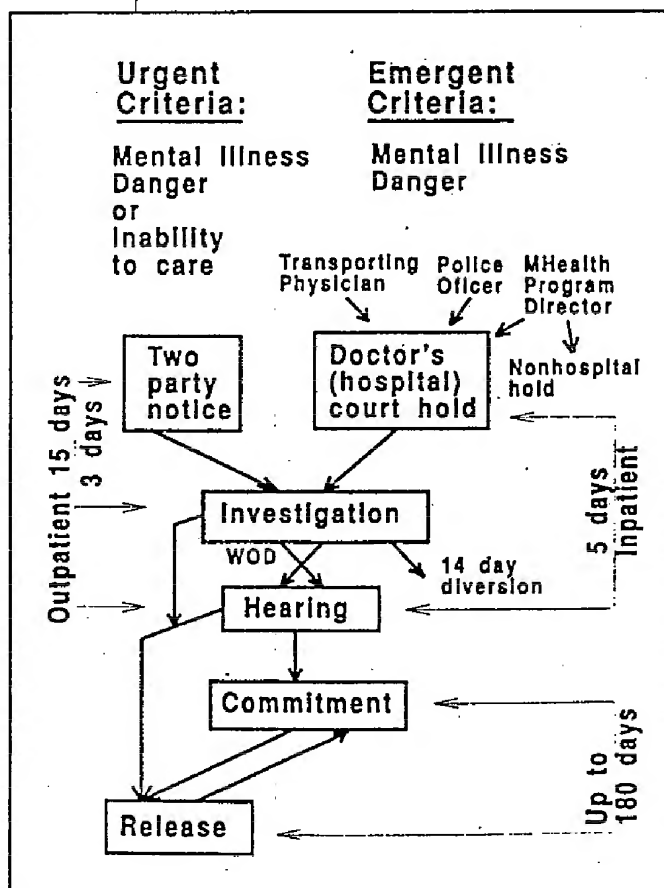 Urgent
Criteria:
Mental Illness
Danger
or
Inability
to care
Emergent
Criteria:
Mental Illness
Danger
Transporting
Physician
Police
Oficer
MHealth
Program
Director
Nonhospital
hold
Two
party
notice
Doctor's
(hospital)
court hold
Outpatient 15 days
3 days
Investigation
WOD
14 day
diversion
5 days
Inpatient
Hearing
Commitment
Up to
180 days
Release